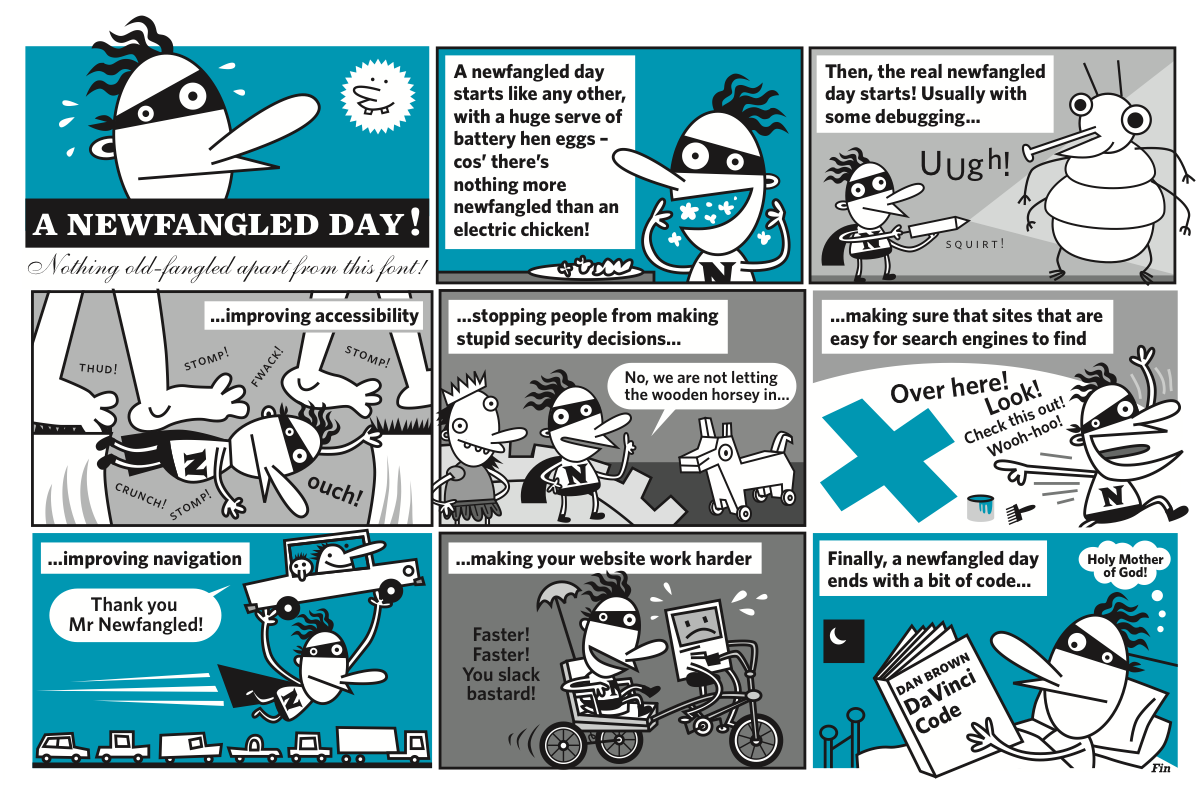 A NEWFANGLED DAY!
Nothing old-fangled apart from this font!
A newfangled day
starts like any other,
with a huge serve of
battery hen eggs –
cos’ there’s
nothing more
newfangled than an
electric chicken!
N
Then, the real newfangled
day starts! Usually with
some debugging...
Uugh!
SQUIRT!
N
...improving accessibility
THUD!
STOMP!
FWACK!
STOMP!
N
CRUNCH!
STOMP!
ouch!
...stopping people from making
stupid security decisions...
No, we are not letting
the wooden horsey in...
N
...making sure that sites that are
easy for search engines to find
Over here!
Look!
Check this out!
Wooh-hoo!
N
...improving navigation
Thank you
Mr Newfangled!
N
...making your website work harder
Faster!
Faster!
You slack
bastard!
Finally, a newfangled day
ends with a bit of code...
Holy Mother
of God!
DAN BROWN
DaVinci
Code
Fin